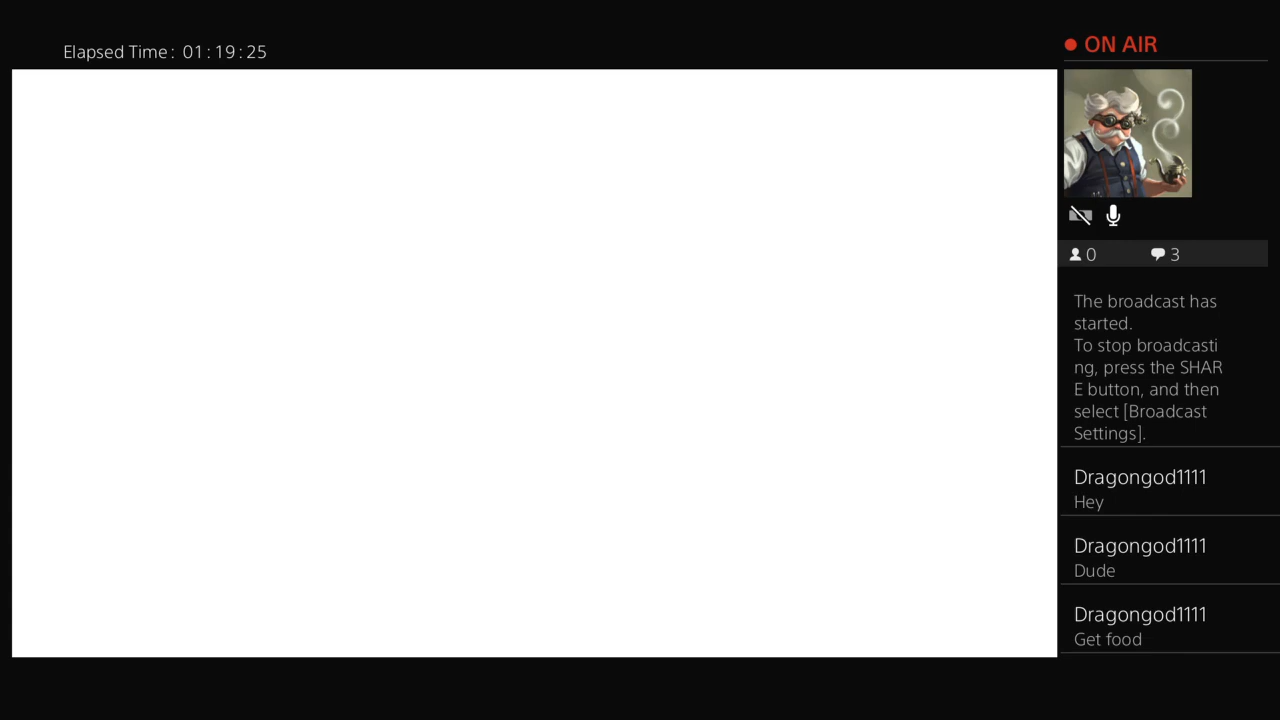 Elapsed Time: 01:19:25
ON AIR
0 3
The broadcast has
started.
To stop broadcasti
ng, press the SHAR
E button, and then
select [Broadcast
Settings].
Dragongod1111
Hey
Dragongod1111
Dude
Dragongod1111
Get food